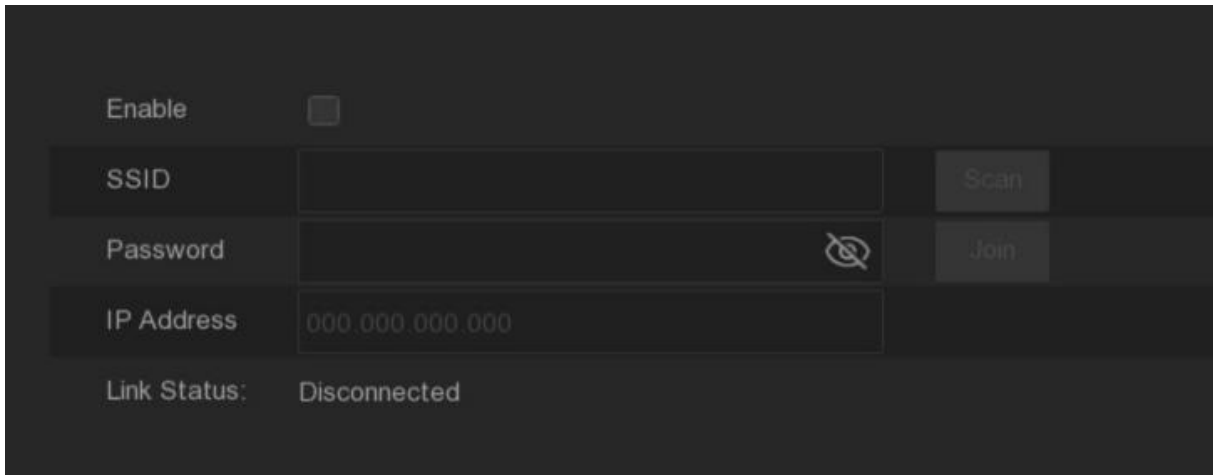 Enable
SSID Scan
Password Join
IP Address 000.000.000.000
Link Status: Disconnected